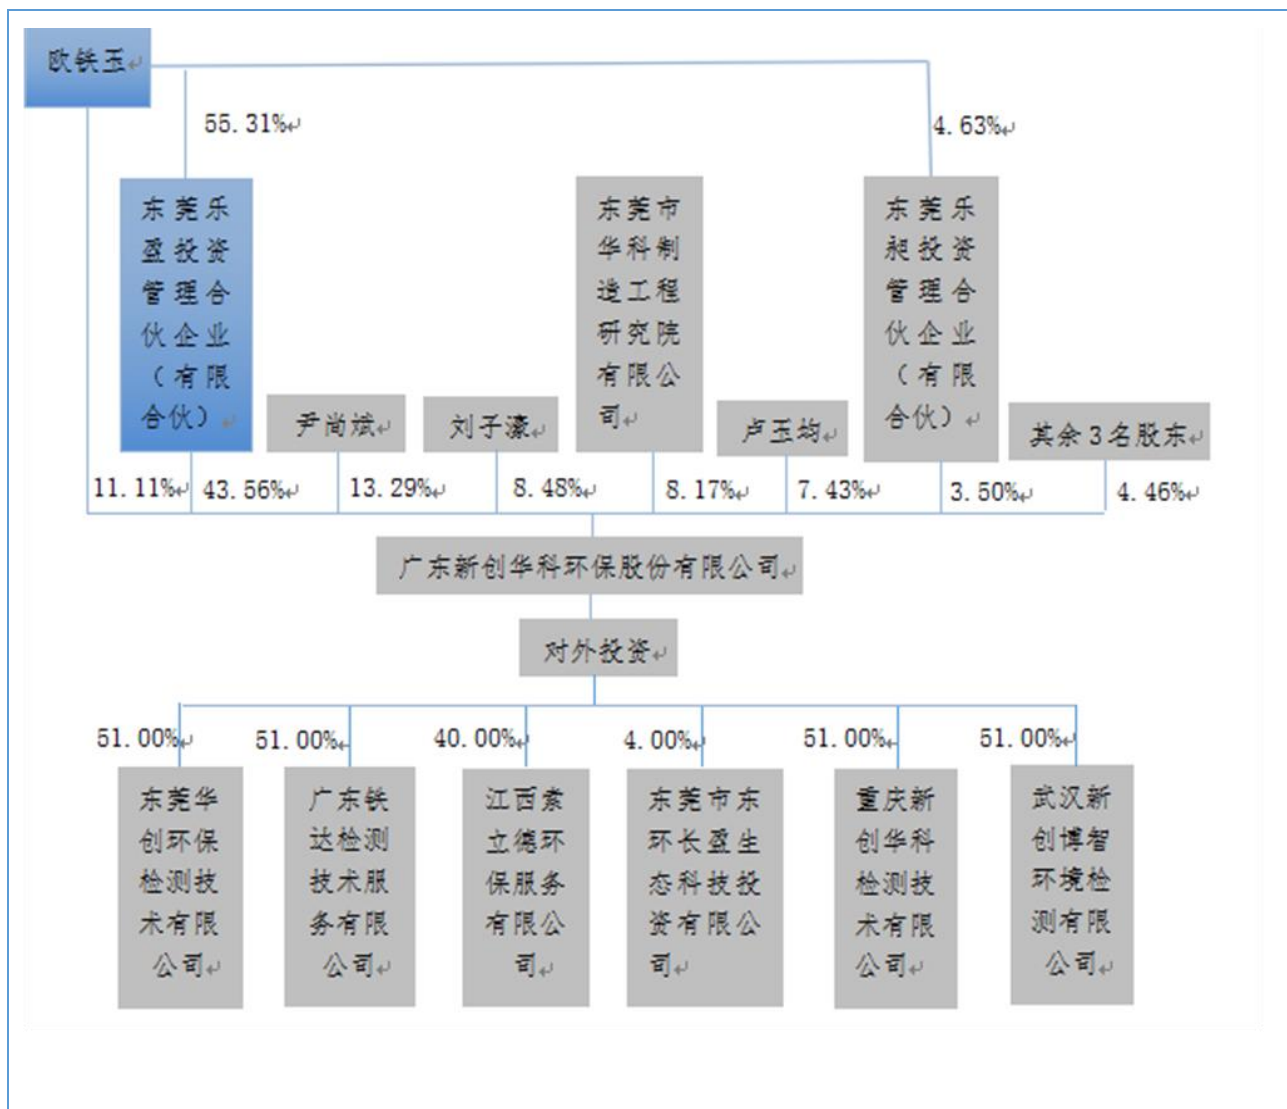 欧铁玉
55.31%
4.63%
东莞乐
盈投资
管理合
伙企业
（有限
合伙）
东莞市
华科制
造工程
研究院
有限公
司
东莞乐
昶投资
管理合
伙企业
（有限
合伙）
尹尚斌
刘子濠
卢玉均
其余3名股东
11.11%
43.56%
13.29%
8.48%
8.17%
7.43%
3.50%
4.46%
广东新创华科环保股份有限公司
对外投资
51.00%
51.00%
40.00%
4.00%
51.00%
51.00%
东莞华
创环保
检测技
术有限
公司
广东铁
达检测
技术服
务有限
公司
江西索
立德环
保服务
有限公
司
东莞市东
环长盈生
态科技投
资有限公
司
重庆新
创华科
检测技
术有限
公司
武汉新
创博智
环境检
测有限
公司